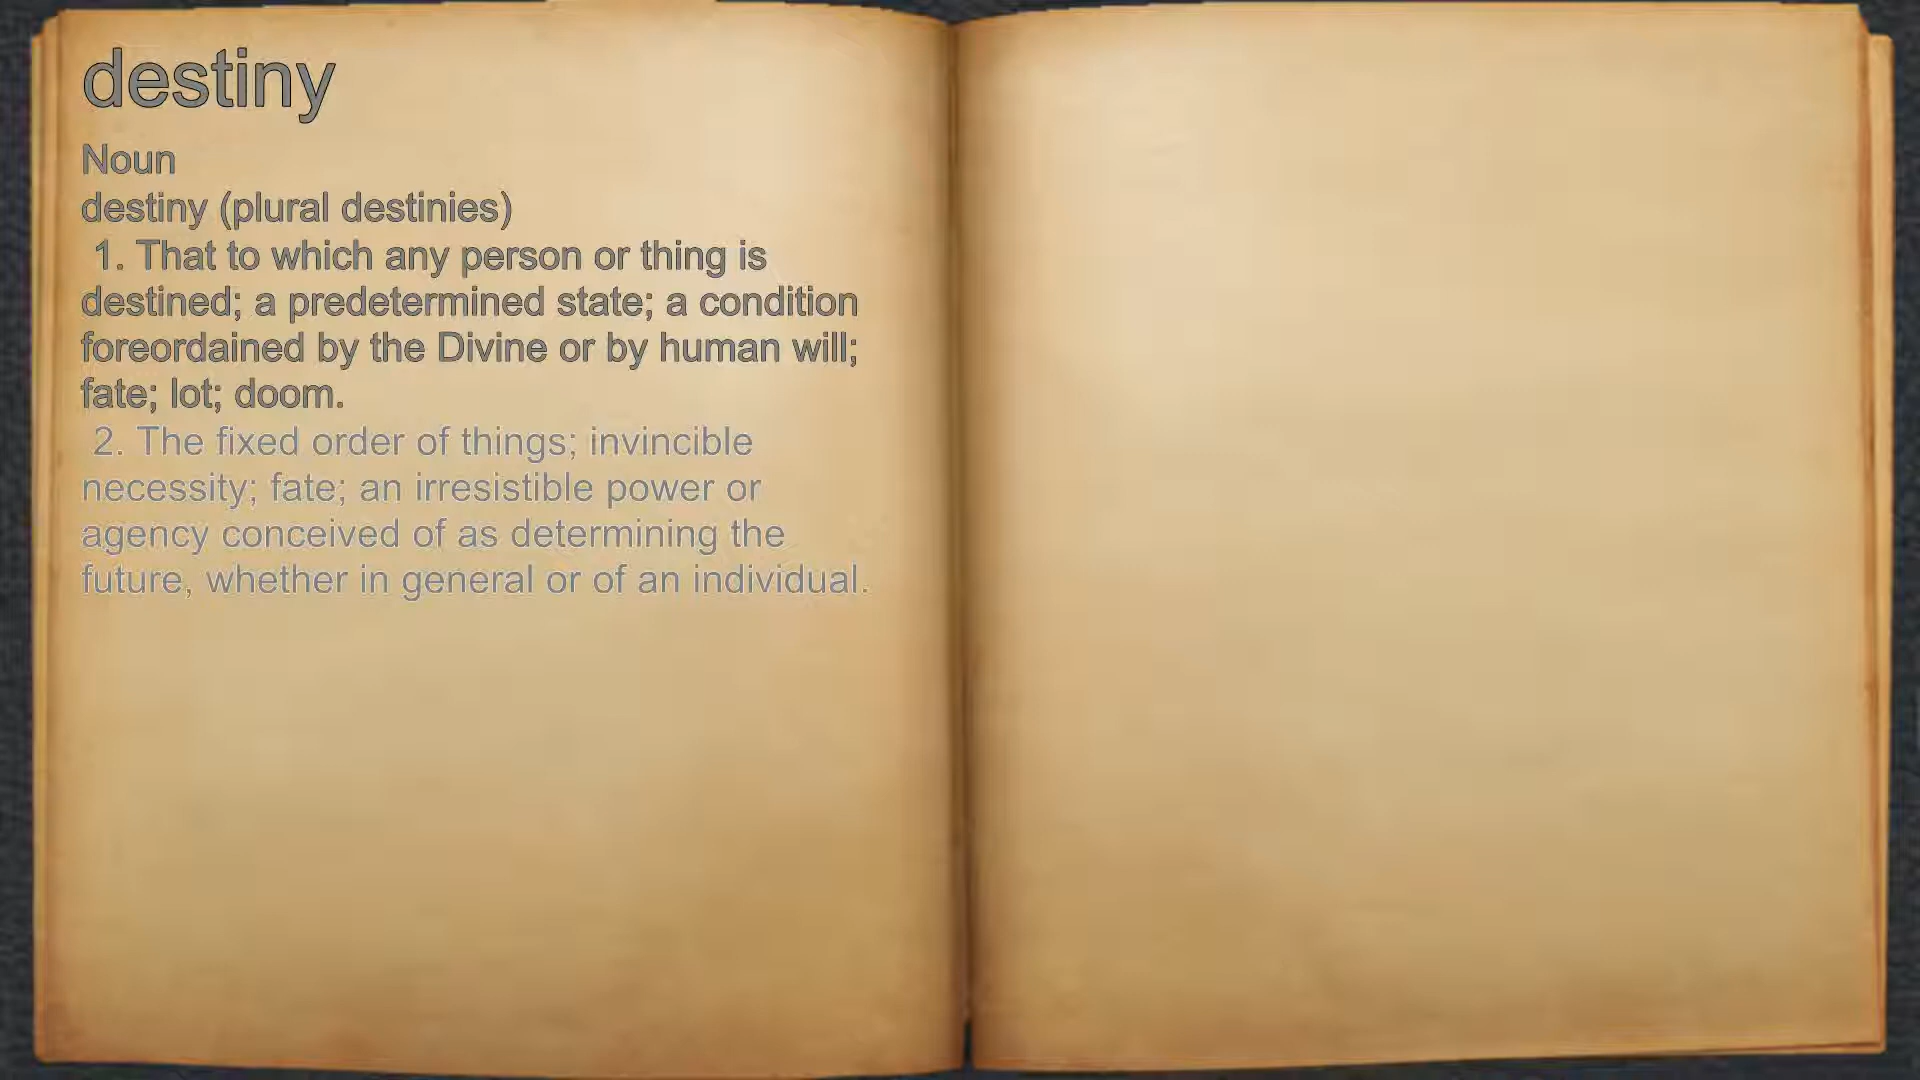 destiny
Noun
destiny (plural destinies)
1. That to which any person or thing is
destined; a predetermined state; a condition
foreordained by the Divine or by human will;
fate; lot; doom.
2. The fixed order of things; invincible
necessity; fate; an irresistible power or
agency conceived of as determining the
future, whether in general or of an individual.